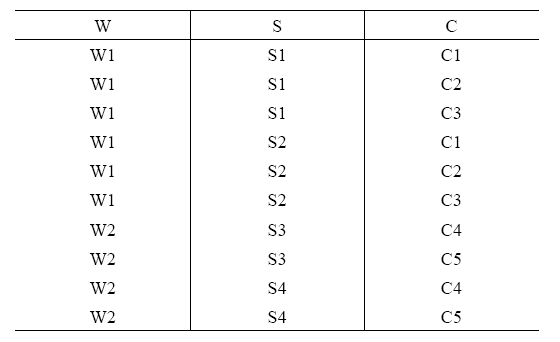 W S C
W1 S1 C1
W1 S1 C2
W1 S1 C3
W1 S2 C1
W1 S2 C2
W1 S2 C3
W2 S3 C4
W2 S3 C5
W2 S4 C4
W2 S4 C5